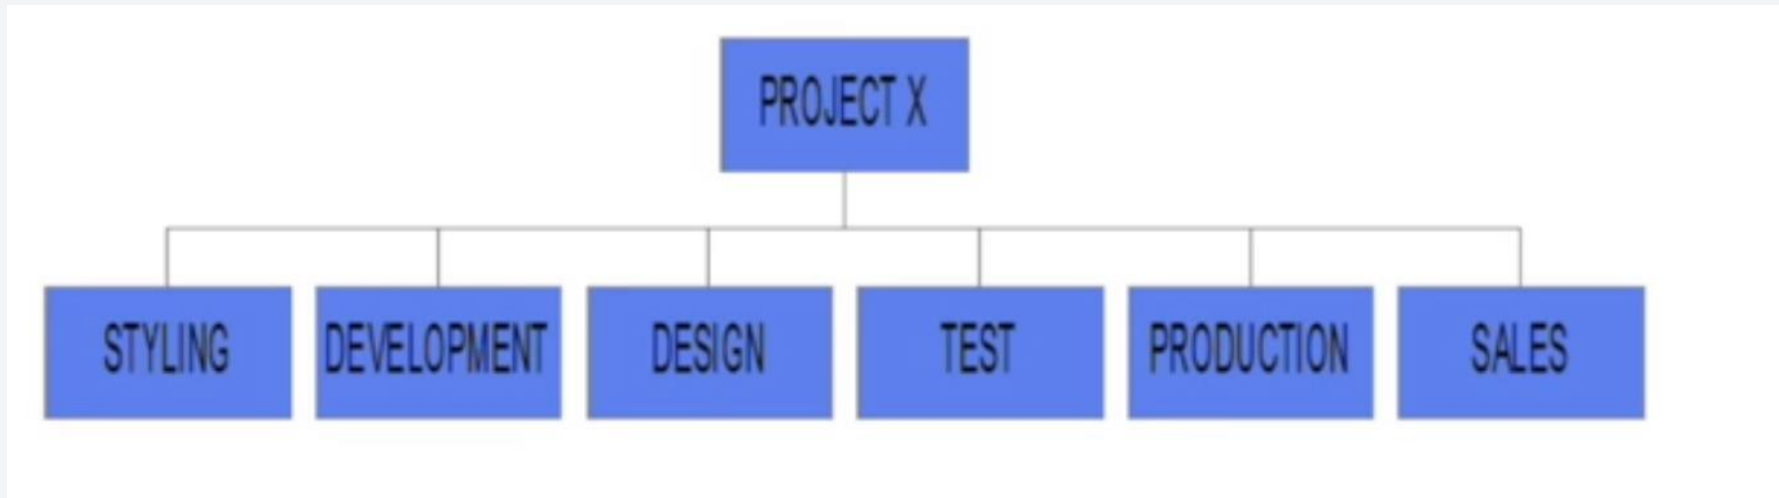 PROJECT X
STYLING
DEVELOPMENT
DESIGN
TEST
PRODUCTION
SALES